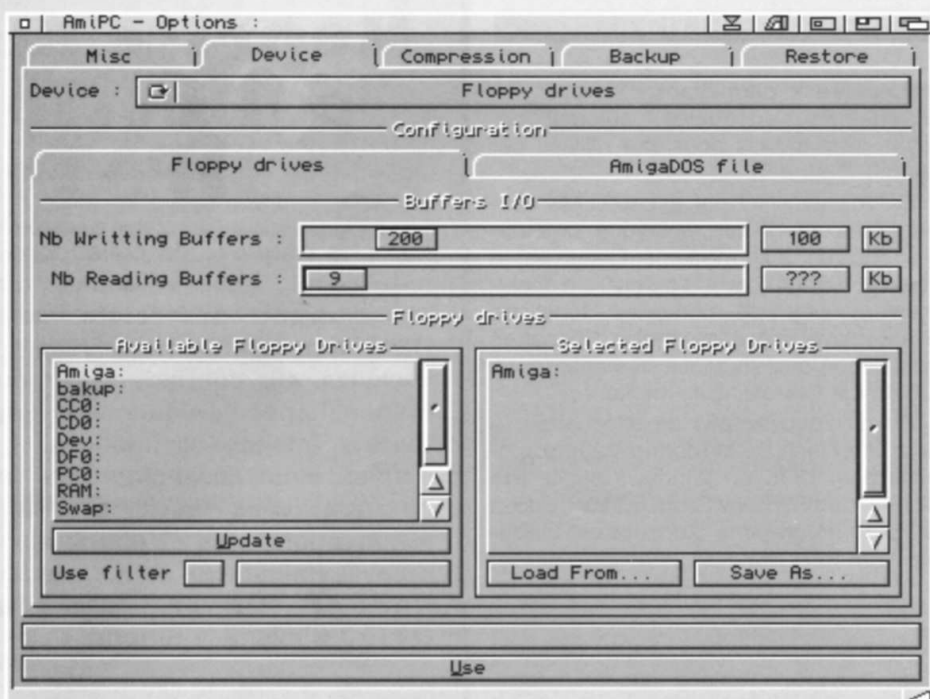 AmiPC - Options :
Misc Device Compression Backup Restore
Device : Floppy drives
Configuration
Floppy drives AmigaDOS file
Buffers I/O
Nb Writting Buffers : 200 100 Kb
Nb Reading Buffers : 9 ??? Kb
Floppy drives
Available Floppy Drives
Amiga:
bakup:
CC0:
CD0:
Dev:
DF0:
PC0:
RAM:
Swap:
Update
Use filter
Selected Floppy Drives
Amiga:
Load From... Save As...
Use